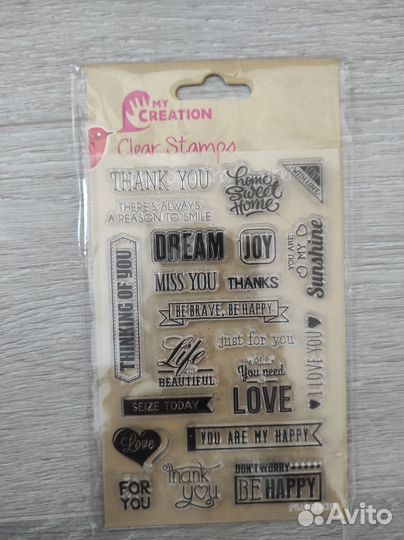 MY
CREATION
Clear Stamps
THANK YOU
home
Sweet
Home
WITH LOVE
THERE'S ALWAYS
A REASON TO SMILE
DREAM
JOY
YOU ARE
MY
Sunshine
THINKING OF YOU
MISS YOU
THANKS
BE BRAVE, BE HAPPY
Life
IS
BEAUTIFUL
just for you
ALL
You need
IS
LOVE
I LOVE YOU
SEIZE TODAY
Love
YOU ARE MY HAPPY
FOR
YOU
Thank
you
DON'T WORRY
BE HAPPY
Avito